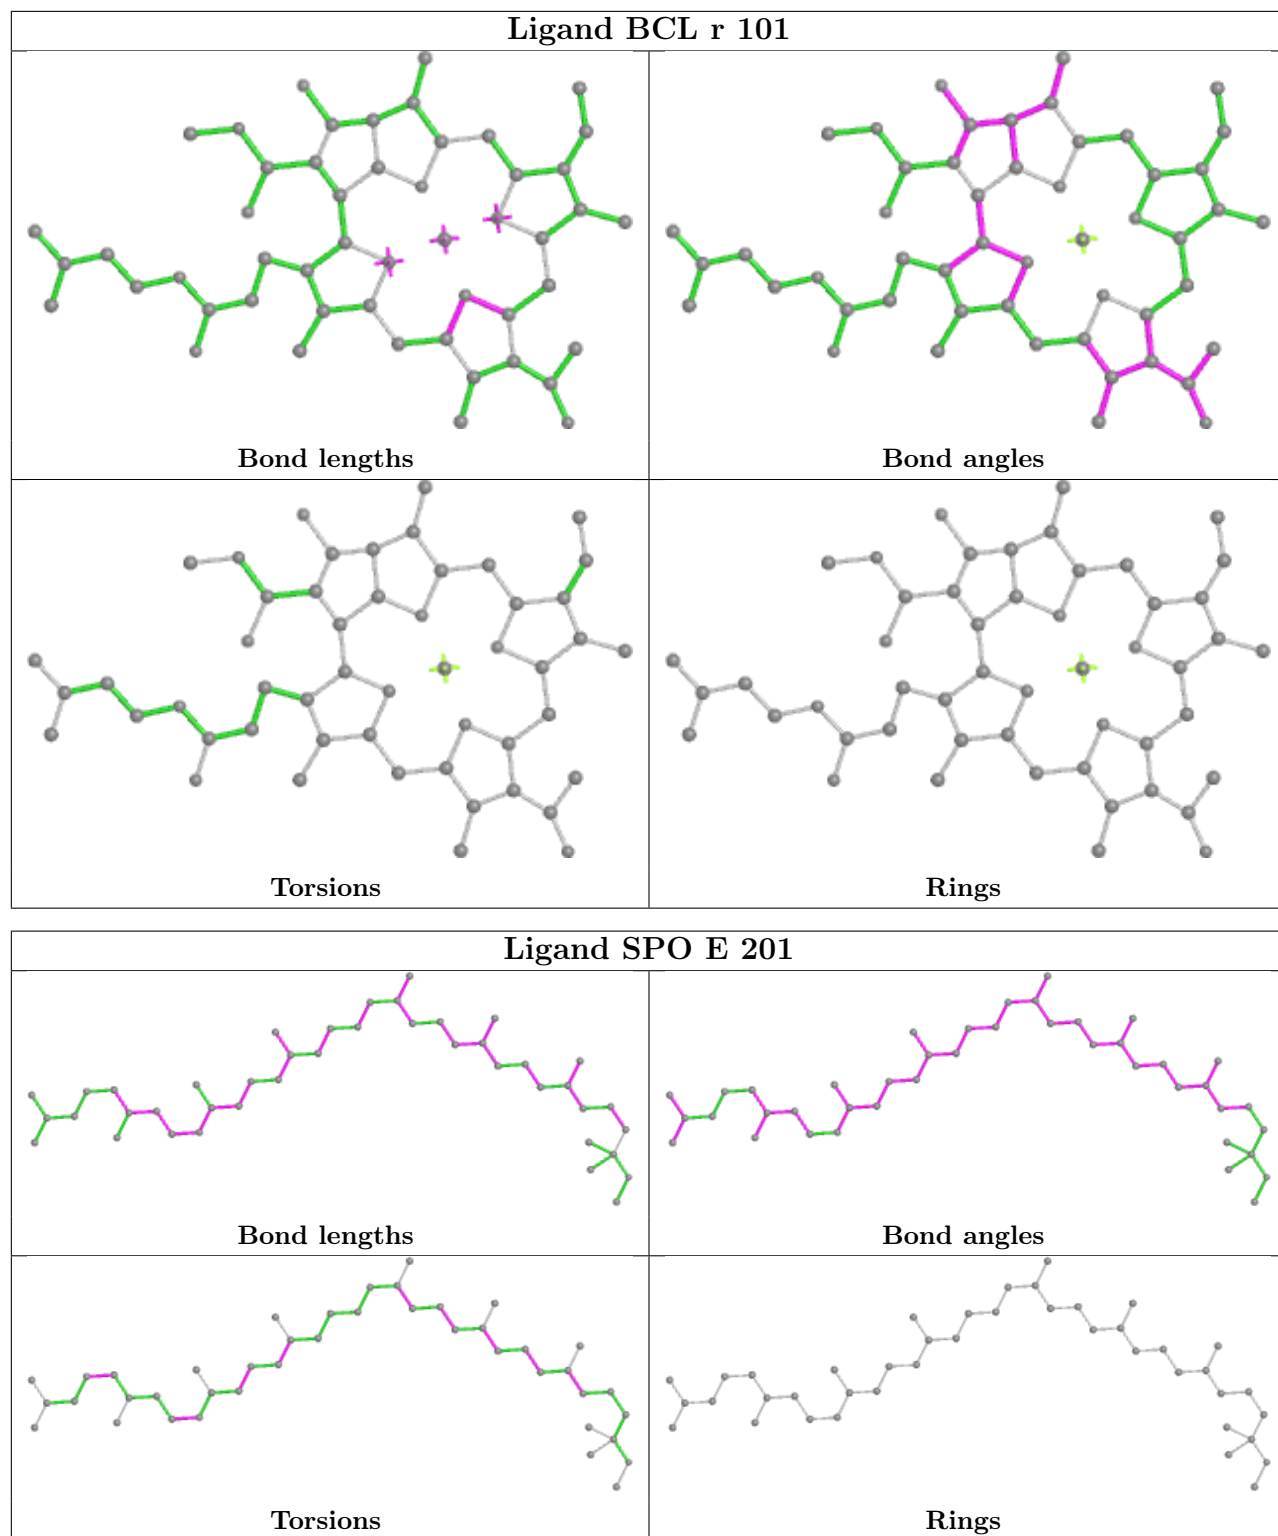 Ligand BCL r 101
Bond lengths
Bond angles
Torsions
Rings
Ligand SPO E 201
Bond lengths
Bond angles
Torsions
Rings